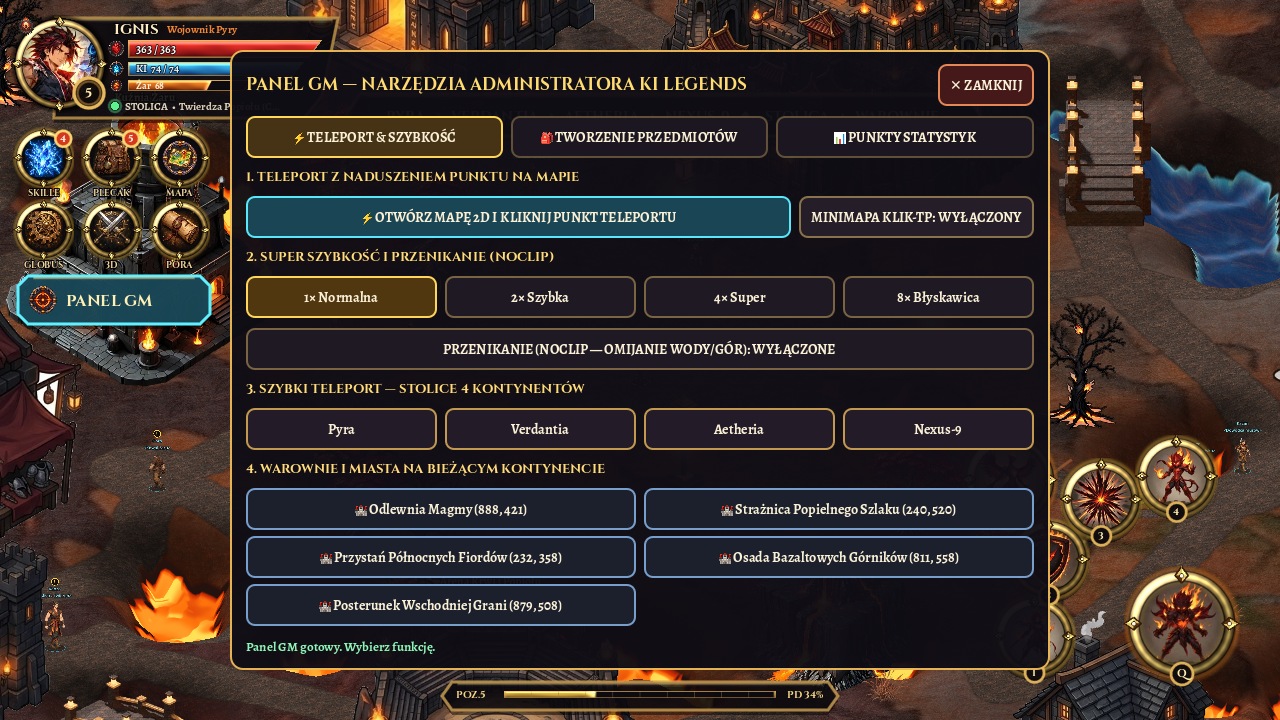 IGNIS Wojownik Pyry
363 / 363
KI 74 / 74
Żar 68
5
STOLICA • Twierdza P
4
5
SKILLE PLECAK MAPA
GLOBUS 3D PORA
PANEL GM
PANEL GM — NARZĘDZIA ADMINISTRATORA KI LEGENDS
✕ ZAMKNIJ
⚡ TELEPORT & SZYBKOŚĆ
🎒 TWORZENIE PRZEDMIOTÓW
📊 PUNKTY STATYSTYK
1. TELEPORT Z NADUSZENIEM PUNKTU NA MAPIE
⚡ OTWÓRZ MAPĘ 2D I KLIKNIJ PUNKT TELEPORTU
MINIMAPA KLIK-TP: WYŁĄCZONY
2. SUPER SZYBKOŚĆ I PRZENIKANIE (NOCLIP)
1× Normalna
2× Szybka
4× Super
8× Błyskawica
PRZENIKANIE (NOCLIP — OMIJANIE WODY/GÓR): WYŁĄCZONE
3. SZYBKI TELEPORT — STOLICE 4 KONTYNENTÓW
Pyra
Verdantia
Aetheria
Nexus-9
4. WAROWNIE I MIASTA NA BIEŻĄCYM KONTYNENCIE
🏰 Odlewnia Magmy (888, 421)
🏰 Strażnica Popielnego Szlaku (240, 520)
🏰 Przystań Północnych Fiordów (232, 358)
🏰 Osada Bazaltowych Górników (811, 558)
🏰 Posterunek Wschodniej Grani (879, 508)
Panel GM gotowy. Wybierz funkcję.
4
3
1
Q
POZ.5
PD 34%